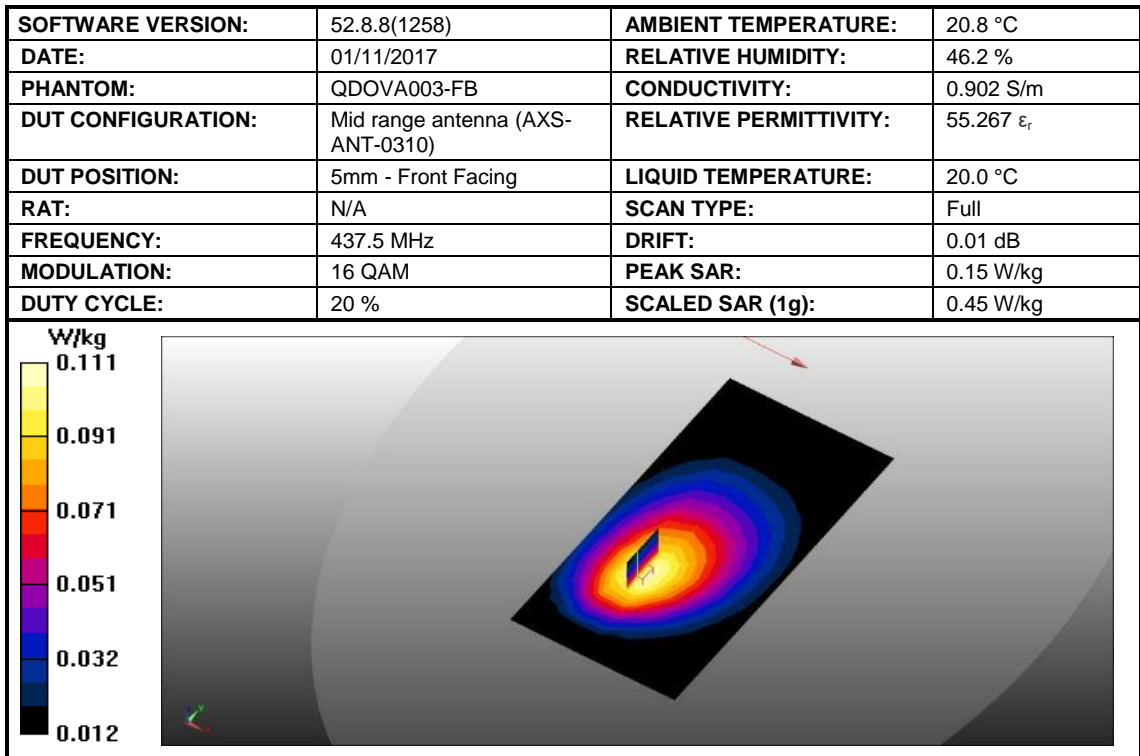 SOFTWARE VERSION: 52.8.8(1258) AMBIENT TEMPERATURE: 20.8 °C
DATE: 01/11/2017 RELATIVE HUMIDITY: 46.2 %
PHANTOM: QDOVA003-FB CONDUCTIVITY: 0.902 S/m
DUT CONFIGURATION: Mid range antenna (AXS- RELATIVE PERMITTIVITY: 55.267 εr
ANT-0310)
DUT POSITION: 5mm - Front Facing LIQUID TEMPERATURE: 20.0 °C
RAT: N/A SCAN TYPE: Full
FREQUENCY: 437.5 MHz DRIFT: 0.01 dB
MODULATION: 16 QAM PEAK SAR: 0.15 W/kg
DUTY CYCLE: 20 % SCALED SAR (1g): 0.45 W/kg
W/kg
0.111
0.091
0.071
0.051
0.032
0.012